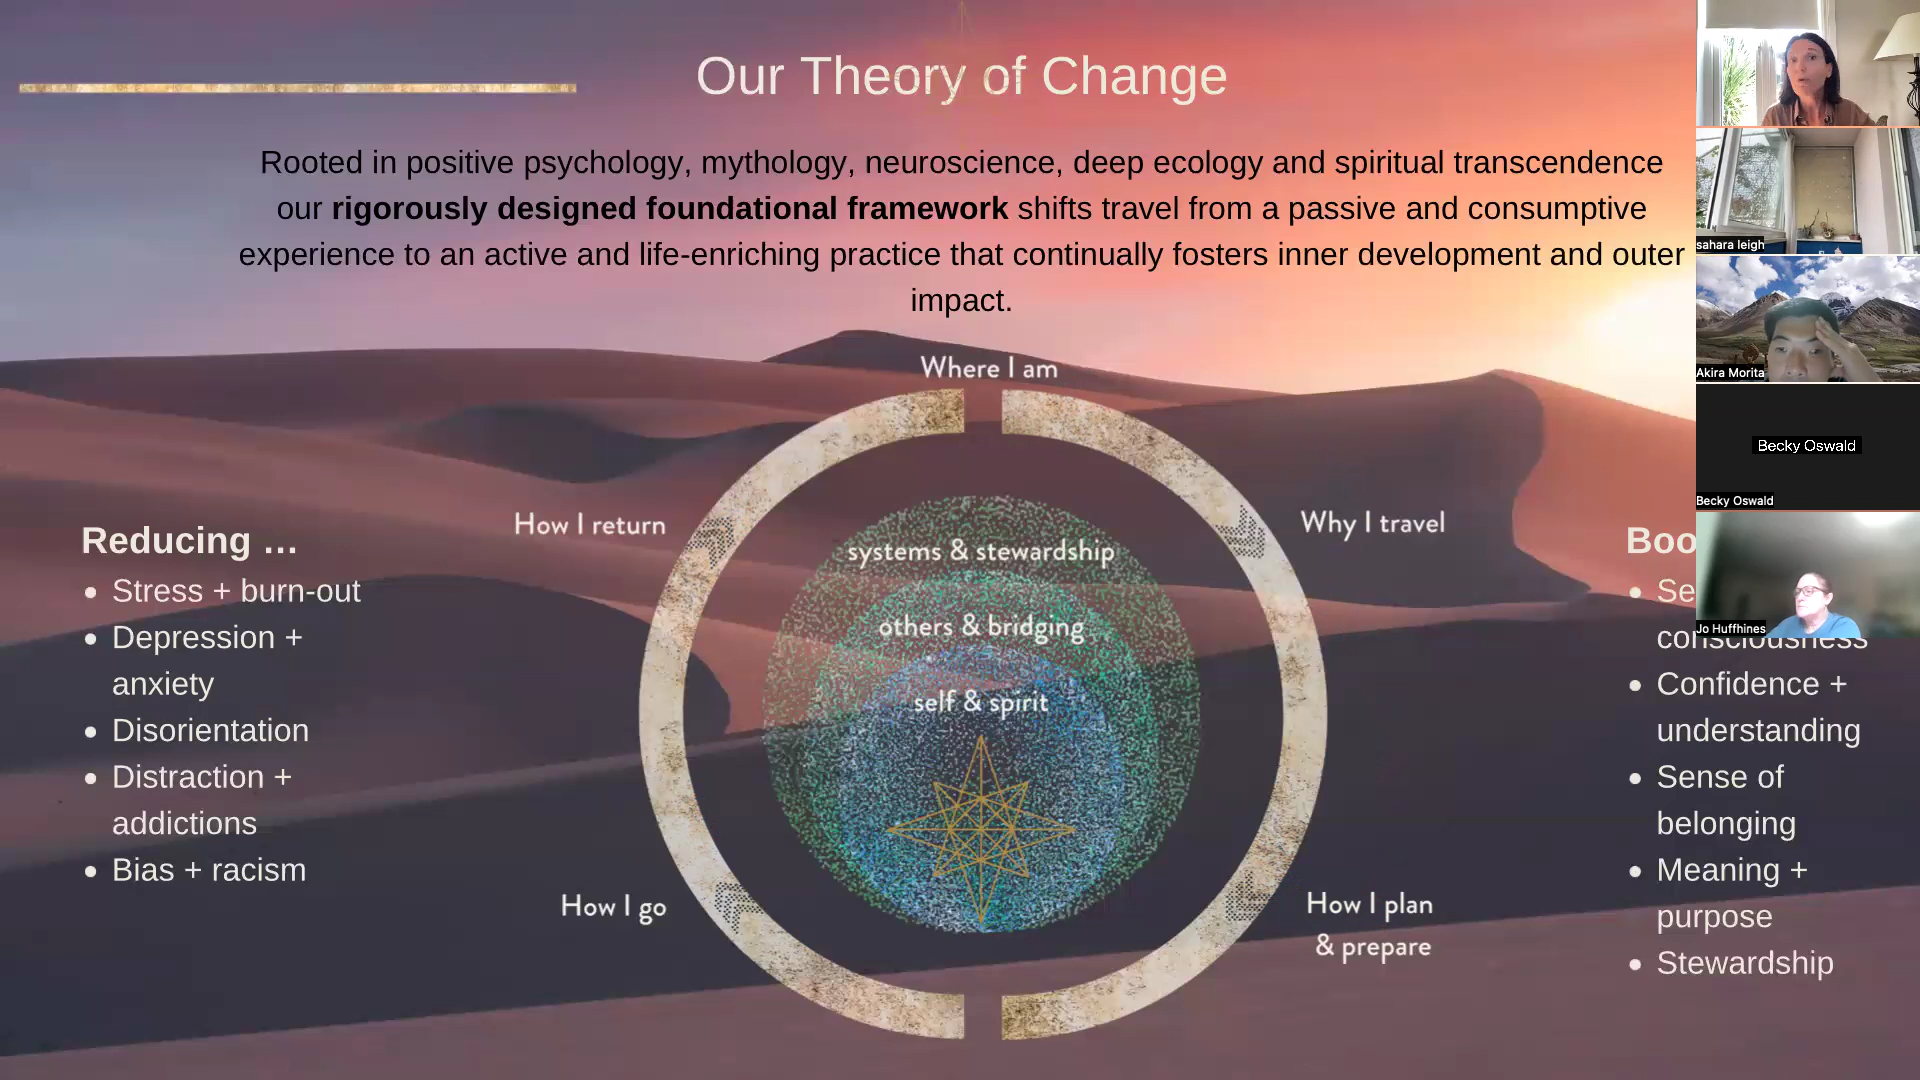 Our Theory of Change
Rooted in positive psychology, mythology, neuroscience, deep ecology and spiritual transcendence
our rigorously designed foundational framework shifts travel from a passive and consumptive
experience to an active and life-enriching practice that continually fosters inner development and outer
impact.
Where I am
How I return
Why I travel
systems & stewardship
others & bridging
self & spirit
How I go
How I plan
& prepare
Reducing ...
• Stress + burn-out
• Depression +
anxiety
• Disorientation
• Distraction +
addictions
• Bias + racism
consciousness
• Confidence +
understanding
• Sense of
belonging
• Meaning +
purpose
• Stewardship
sahara leigh
Akira Morita
Becky Oswald
Becky Oswald
Jo Huffhines